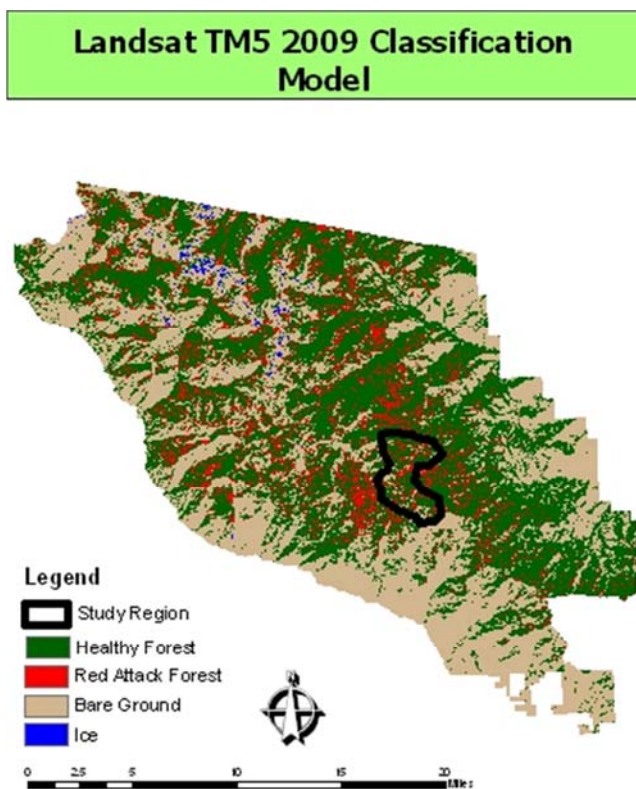 Landsat TM5 2009 Classification
Model
Legend
Study Region
Healthy Forest
Red Attack Forest
Bare Ground
Ice
0 2.5 5 10 15 20
Miles